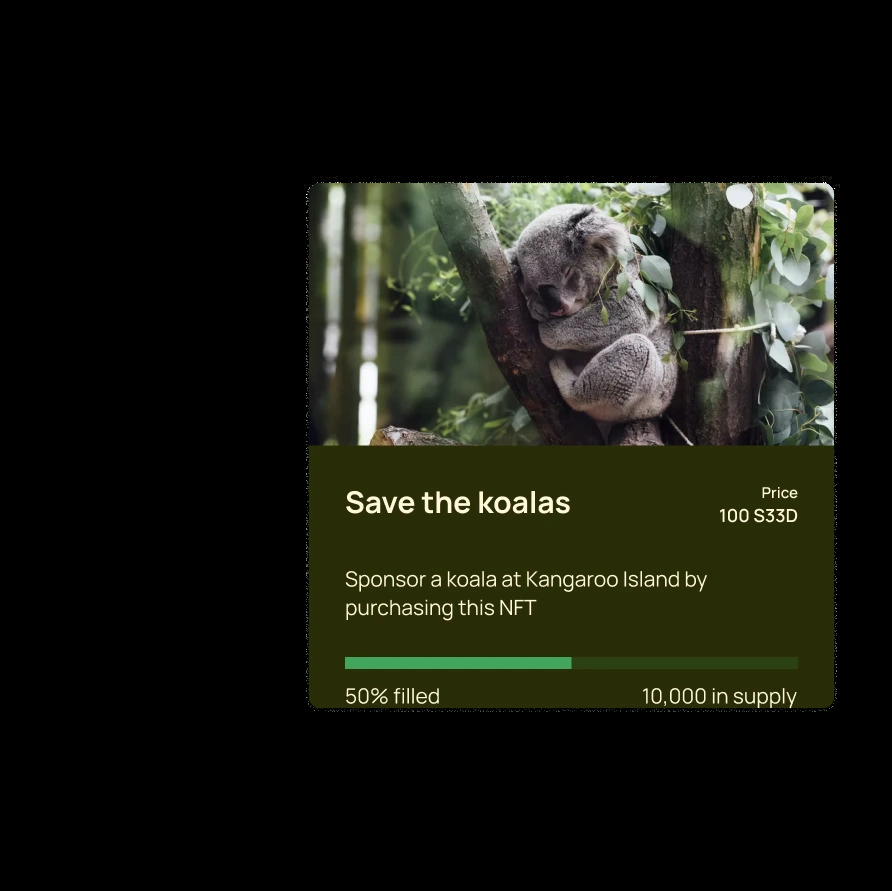 Save the koalas
Price
100 S33D
Sponsor a koala at Kangaroo Island by
purchasing this NFT
50% filled
10,000 in supply